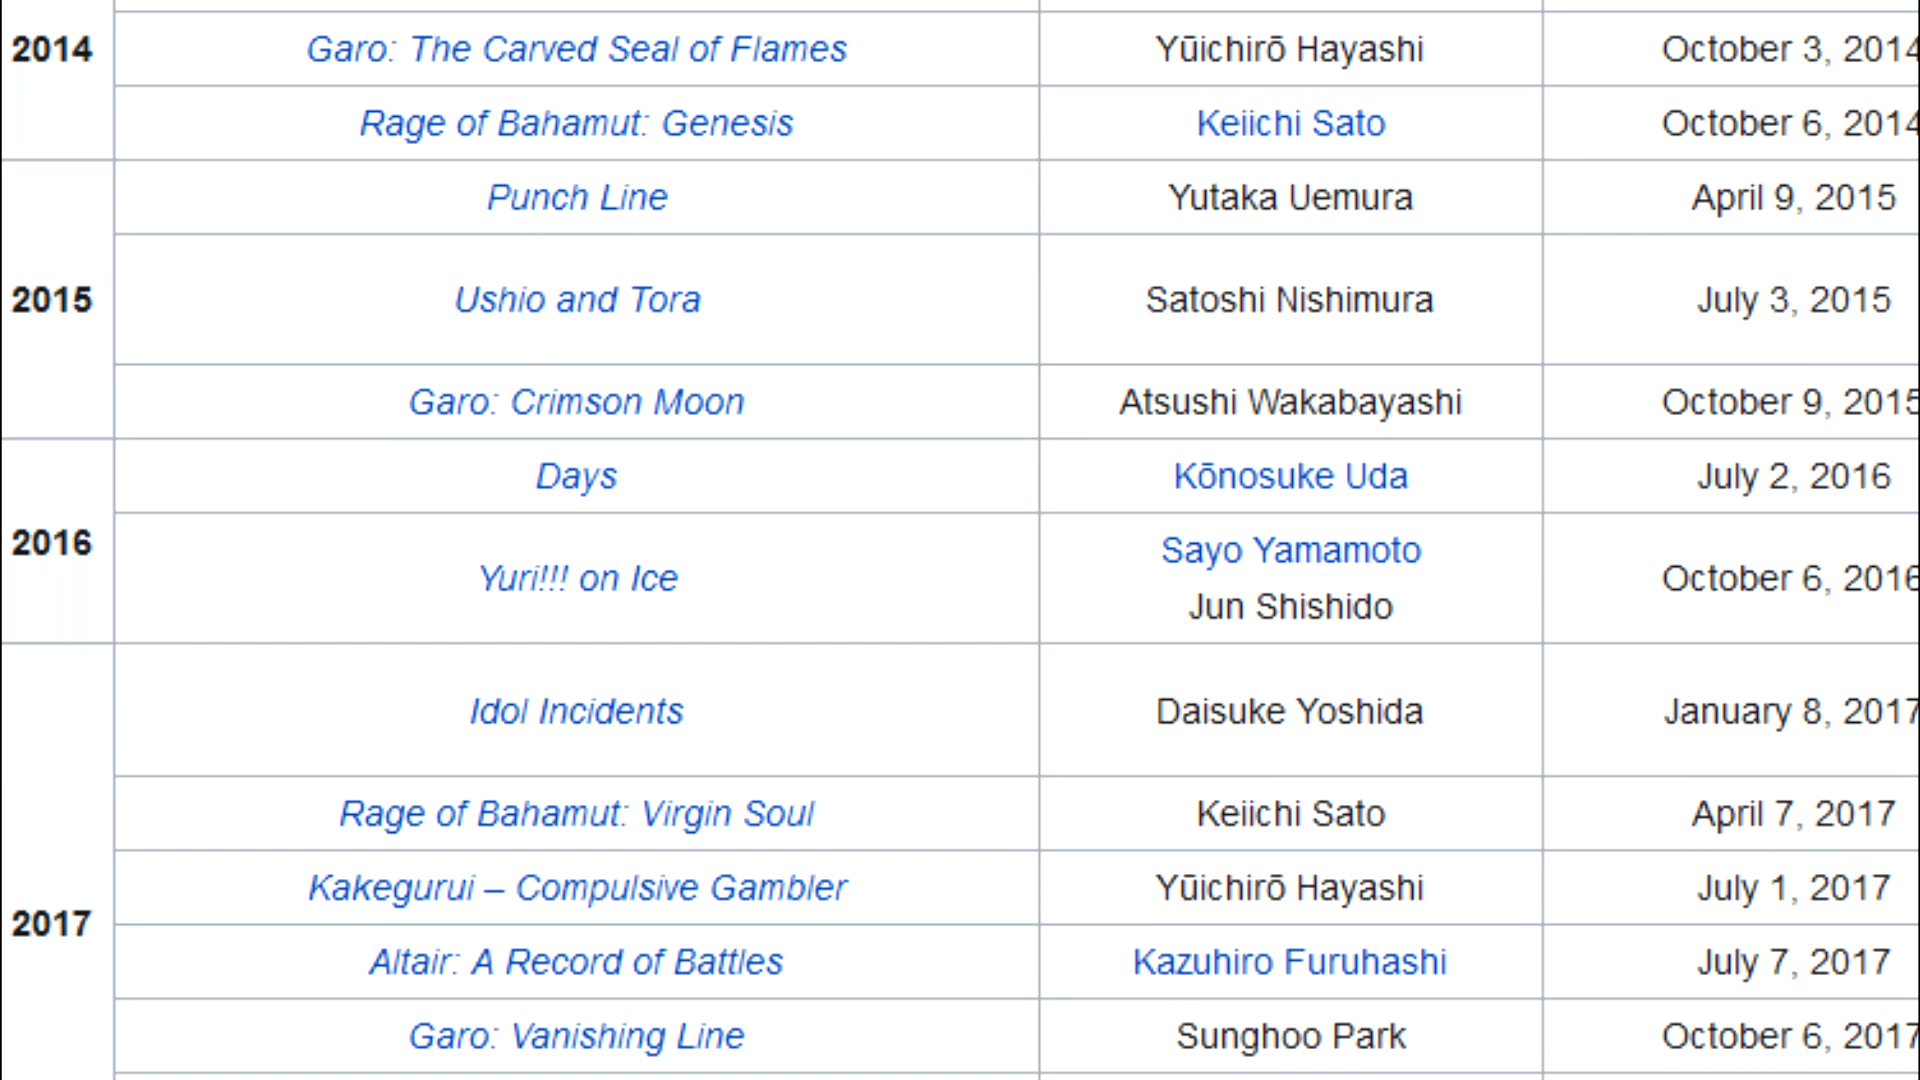 2014
Garo: The Carved Seal of Flames Yūichirō Hayashi October 3, 2014
Rage of Bahamut: Genesis Keiichi Sato October 6, 2014
2015
Punch Line Yutaka Uemura April 9, 2015
Ushio and Tora Satoshi Nishimura July 3, 2015
Garo: Crimson Moon Atsushi Wakabayashi October 9, 2015
2016
Days Kōnosuke Uda July 2, 2016
Yuri!!! on Ice Sayo Yamamoto
Jun Shishido October 6, 2016
2017
Idol Incidents Daisuke Yoshida January 8, 2017
Rage of Bahamut: Virgin Soul Keiichi Sato April 7, 2017
Kakegurui – Compulsive Gambler Yūichirō Hayashi July 1, 2017
Altair: A Record of Battles Kazuhiro Furuhashi July 7, 2017
Garo: Vanishing Line Sunghoo Park October 6, 2017